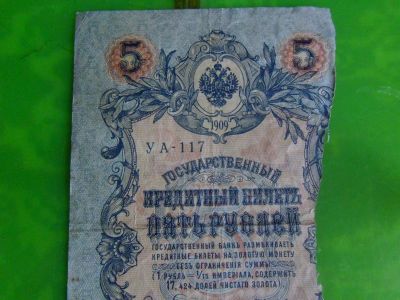 5 5
1909
УА-117
ГОСУДАРСТВЕННЫЙ
КРЕДИТНЫЙ БИЛЕТЪ
ПЯТЬ РУБЛЕЙ
ГОСУДАРСТВЕННЫЙ БАНКЪ РАЗМѢНИВАЕТЪ
КРЕДИТНЫЕ БИЛЕТЫ НА ЗОЛОТУЮ МОНЕТУ
БЕЗЪ ОГРАНИЧЕНІЯ СУММЫ
(1 РУБЛЬ = 1/15 ИМПЕРІАЛА, СОДЕРЖИТЪ
17,424 ДОЛЕЙ ЧИСТАГО ЗОЛОТА)